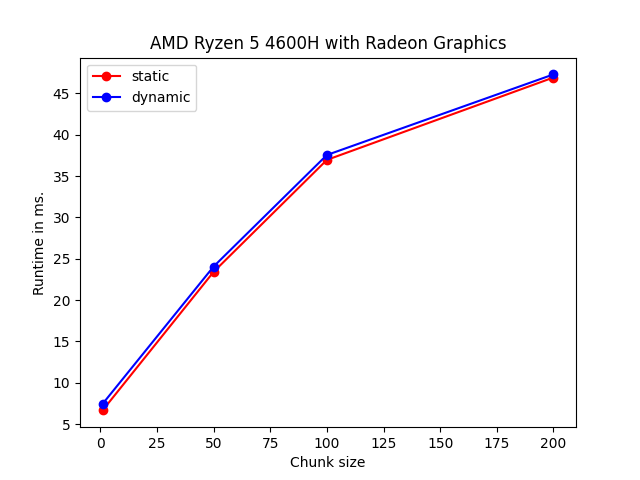 AMD Ryzen 5 4600H with Radeon Graphics
static
dynamic
45
40
35
30
25
20
15
10
5
Runtime in ms.
0 25 50 75 100 125 150 175 200
Chunk size